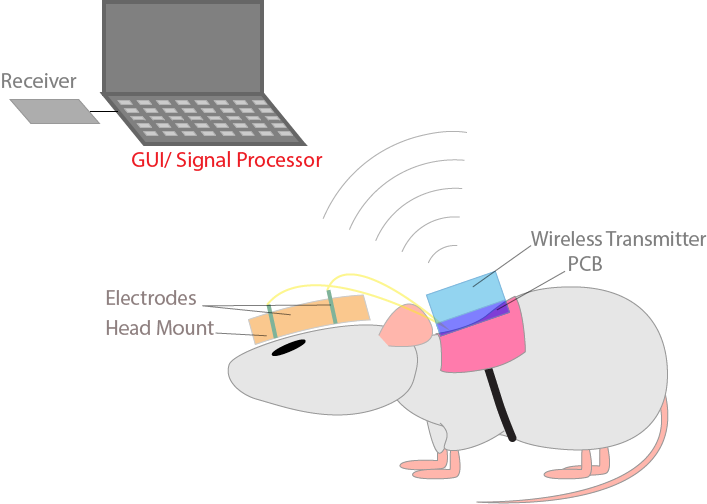 Receiver
GUI/ Signal Processor
Wireless Transmitter
PCB
Electrodes
Head Mount